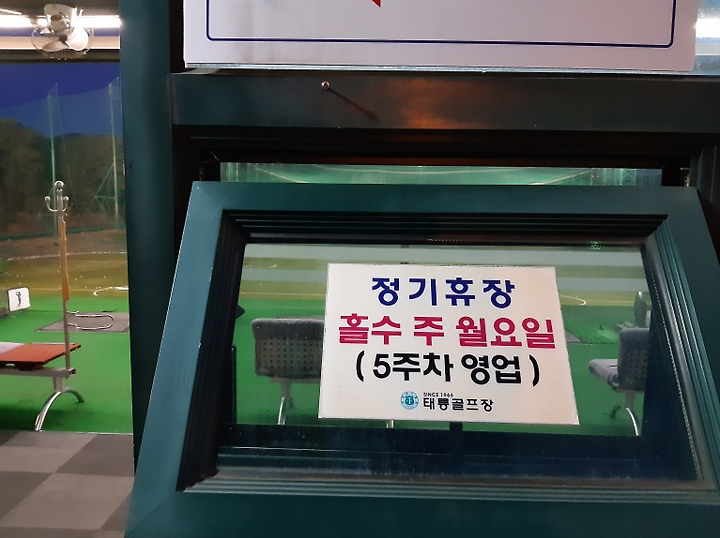 정기휴장
홀수 주 월요일
( 5주차 영업 )
SINCE 1966
태릉골프장